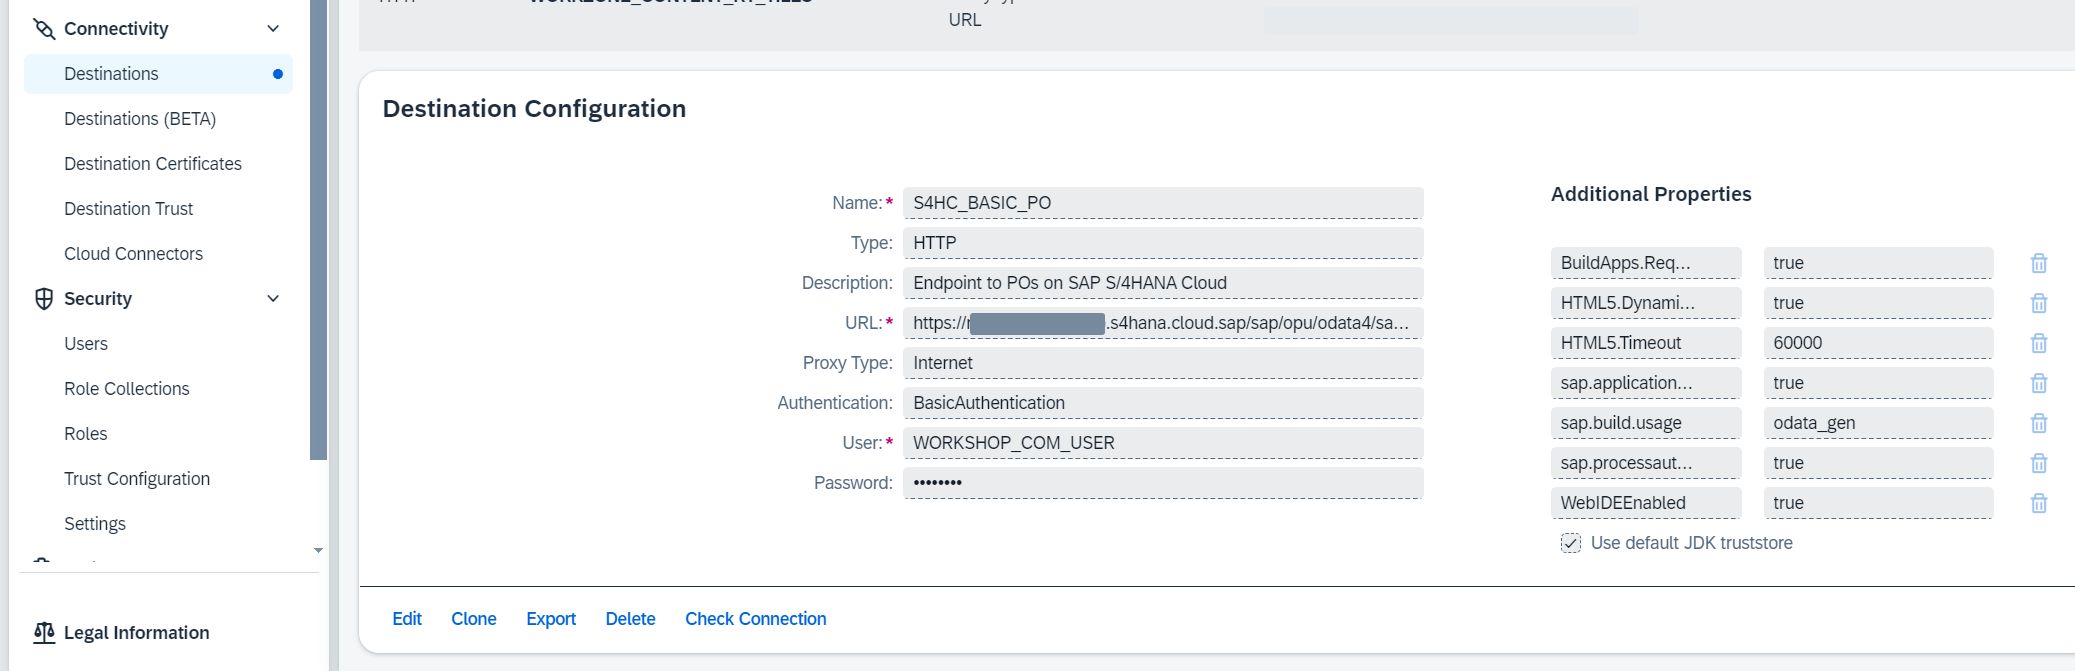 Connectivity
Destinations
Destinations (BETA)
Destination Certificates
Destination Trust
Cloud Connectors
Security
Users
Role Collections
Roles
Trust Configuration
Settings
Legal Information
URL
Destination Configuration
Name:* S4HC_BASIC_PO
Type: HTTP
Description: Endpoint to POs on SAP S/4HANA Cloud
URL:* https:// .s4hana.cloud.sap/sap/opu/odata4/sa...
Proxy Type: Internet
Authentication: BasicAuthentication
User:* WORKSHOP_COM_USER
Password: ••••••••
Additional Properties
BuildApps.Req... true
HTML5.Dynami... true
HTML5.Timeout 60000
sap.application... true
sap.build.usage odata_gen
sap.processaut... true
WebIDEEnabled true
Use default JDK truststore
Edit Clone Export Delete Check Connection